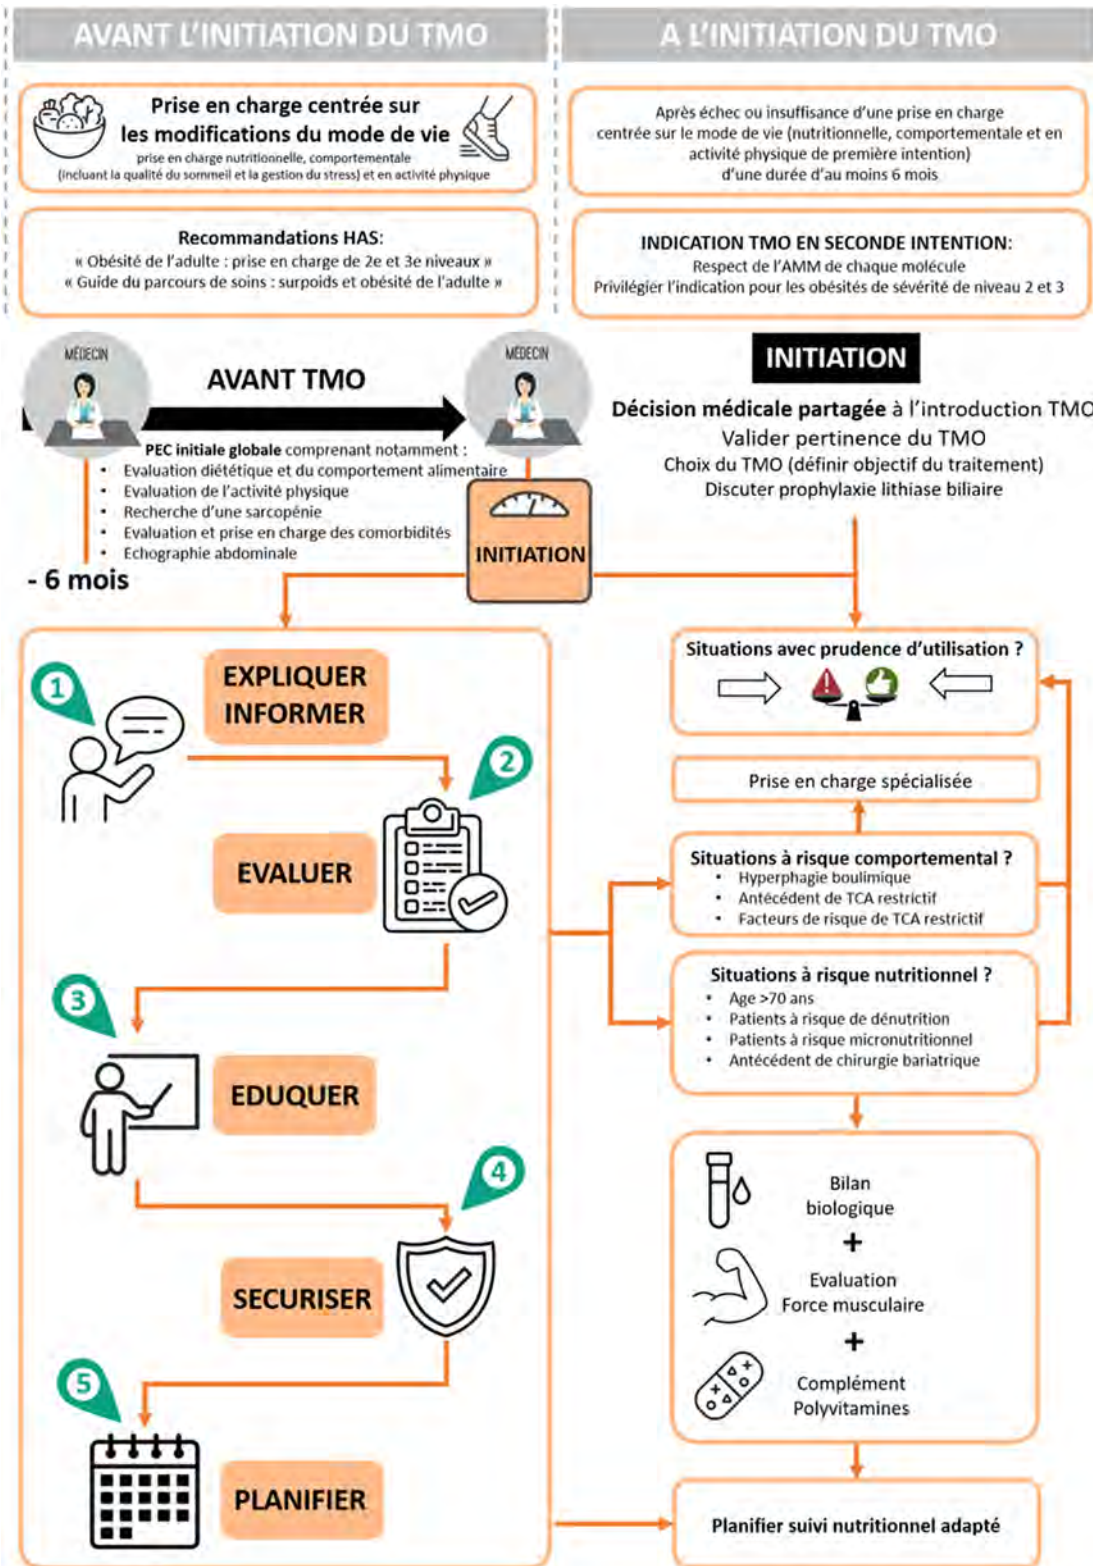 AVANT L'INITIATION DU TMO
A L'INITIATION DU TMO
Prise en charge centrée sur
les modifications du mode de vie
prise en charge nutritionnelle, comportementale
(incluant la qualité du sommeil et la gestion du stress) et en activité physique
Après échec ou insuffisance d'une prise en charge
centrée sur le mode de vie (nutritionnelle, comportementale et en
activité physique de première intention)
d'une durée d'au moins 6 mois
Recommandations HAS:
« Obésité de l'adulte : prise en charge de 2e et 3e niveaux »
« Guide du parcours de soins : surpoids et obésité de l'adulte »
INDICATION TMO EN SECONDE INTENTION:
Respect de l'AMM de chaque molécule
Privilégier l'indication pour les obésités de sévérité de niveau 2 et 3
MÉDECIN
AVANT TMO
MÉDECIN
PEC initiale globale comprenant notamment :
• Evaluation diététique et du comportement alimentaire
• Evaluation de l'activité physique
• Recherche d'une sarcopénie
• Evaluation et prise en charge des comorbidités
• Echographie abdominale
- 6 mois
INITIATION
INITIATION
Décision médicale partagée à l'introduction TMO
Valider pertinence du TMO
Choix du TMO (définir objectif du traitement)
Discuter prophylaxie lithiase biliaire
1
EXPLIQUER
INFORMER
2
EVALUER
3
EDUQUER
4
SECURISER
5
PLANIFIER
Situations avec prudence d'utilisation ?
Prise en charge spécialisée
Situations à risque comportemental ?
• Hyperphagie boulimique
• Antécédent de TCA restrictif
• Facteurs de risque de TCA restrictif
Situations à risque nutritionnel ?
• Age >70 ans
• Patients à risque de dénutrition
• Patients à risque micronutritionnel
• Antécédent de chirurgie bariatrique
Bilan
biologique
+
Evaluation
Force musculaire
+
Complément
Polyvitamines
Planifier suivi nutritionnel adapté